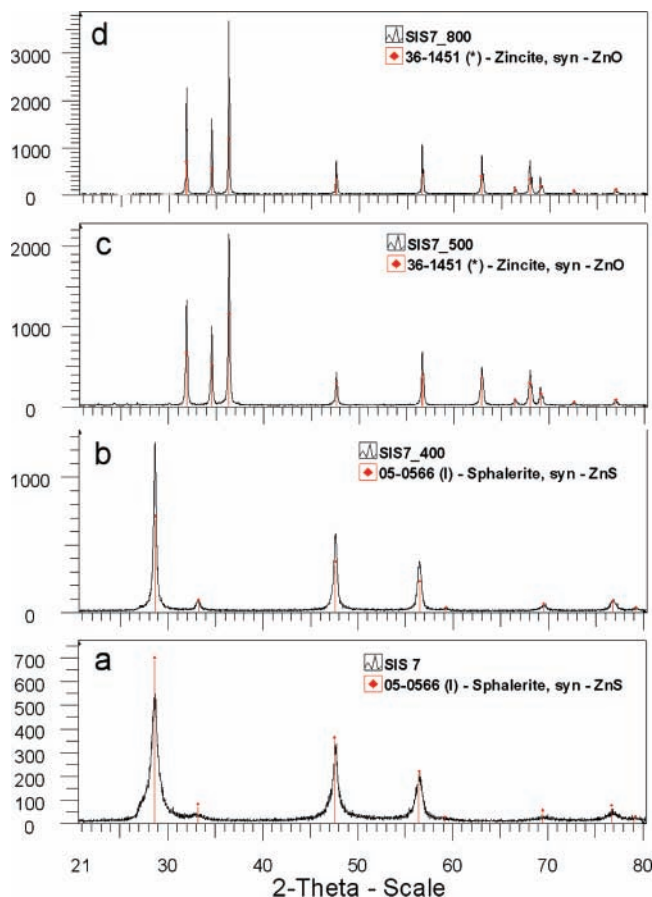 d
SIS7_800
36-1451 (*) - Zincite, syn - ZnO
3000
2000
1000
0
c
SIS7_500
36-1451 (*) - Zincite, syn - ZnO
2000
1000
0
b
SIS7_400
05-0566 (I) - Sphalerite, syn - ZnS
1000
0
a
SIS 7
05-0566 (I) - Sphalerite, syn - ZnS
700
600
500
400
300
200
100
0
21 30 40 50 60 70 80
2-Theta - Scale